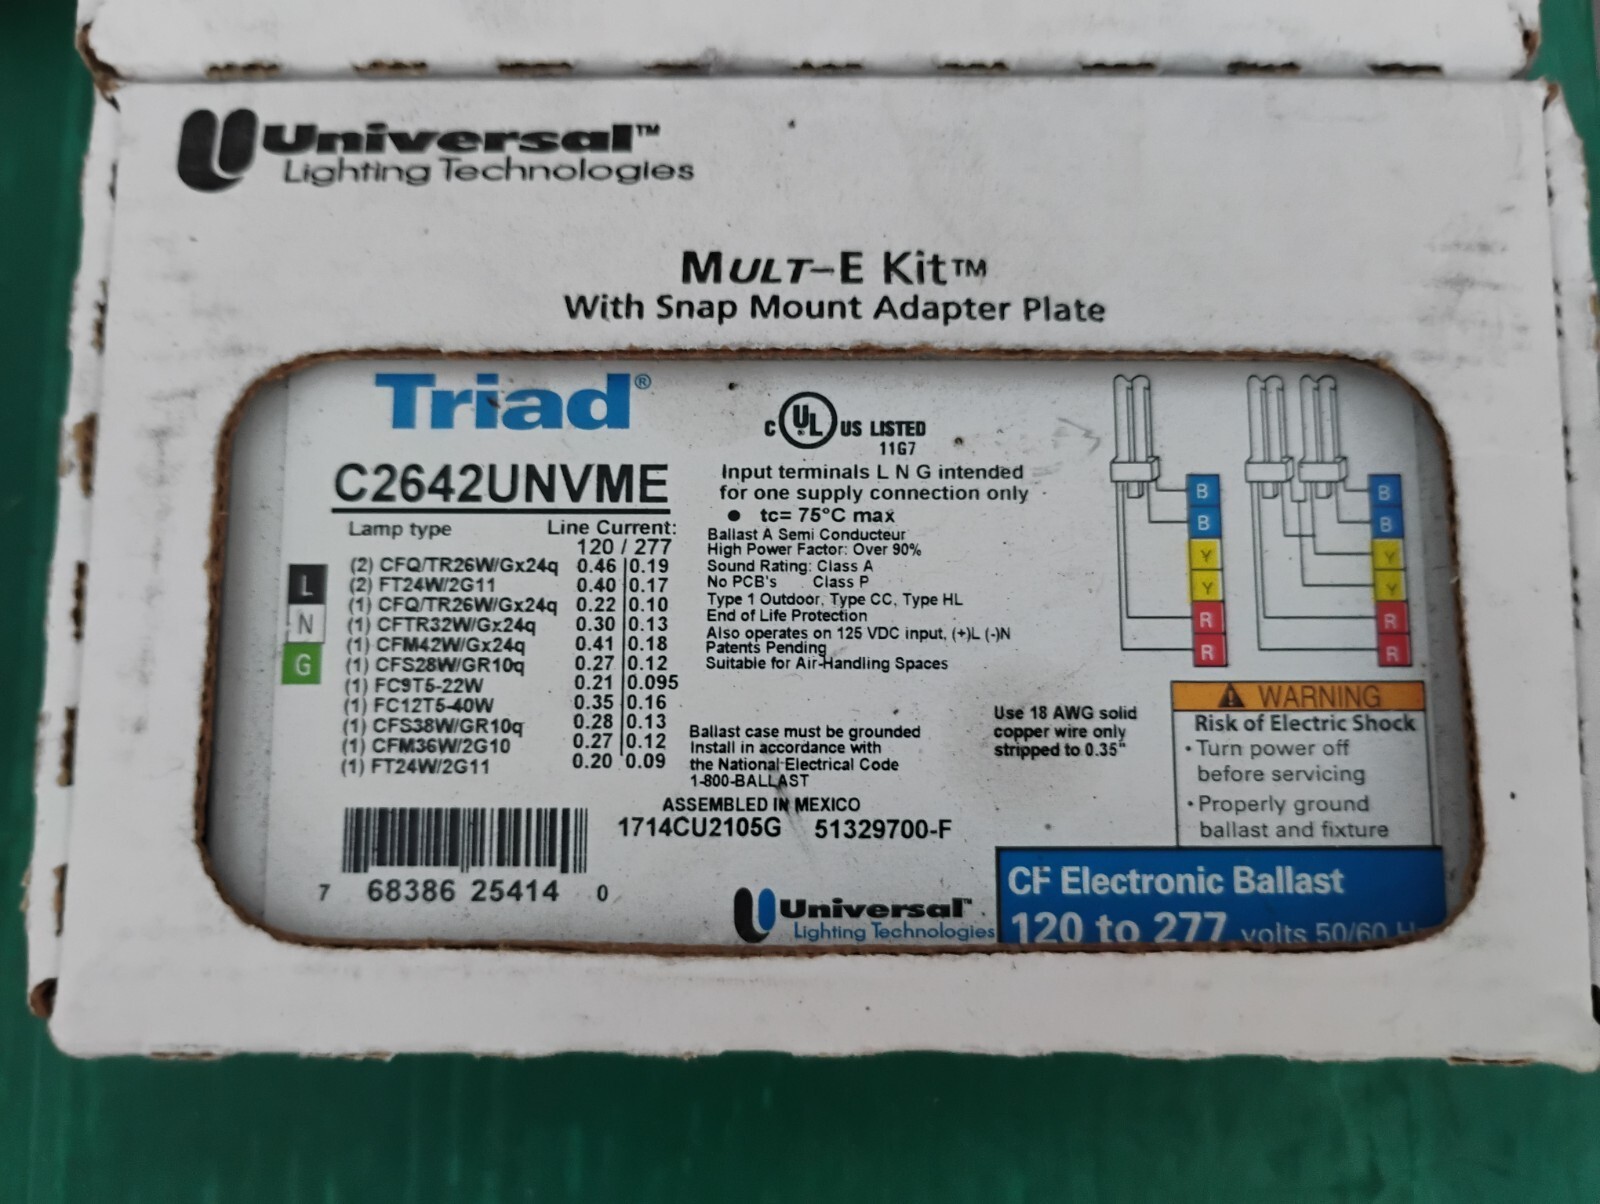 Universal™
Lighting Technologies
MULT-E Kit™
With Snap Mount Adapter Plate
Triad®
C2642UNVME
Lamp type Line Current:
120 / 277
(2) CFQ/TR26W/Gx24q 0.46 0.19
(2) FT24W/2G11 0.40 0.17
(1) CFQ/TR26W/Gx24q 0.22 0.10
(1) CFTR32W/Gx24q 0.30 0.13
(1) CFM42W/Gx24q 0.41 0.18
(1) CFS28W/GR10q 0.27 0.12
(1) FC9T5-22W 0.21 0.095
(1) FC12T5-40W 0.35 0.16
(1) CFS38W/GR10q 0.28 0.13
(1) CFM36W/2G10 0.27 0.12
(1) FT24W/2G11 0.20 0.09
L
N
G
7 68386 25414 0
C UL US LISTED
11G7
Input terminals L N G intended
for one supply connection only
● tc= 75°C max
Ballast A Semi Conducteur
High Power Factor: Over 90%
Sound Rating: Class A
No PCB's Class P
Type 1 Outdoor, Type CC, Type HL
End of Life Protection
Also operates on 125 VDC input, (+)L (-)N
Patents Pending
Suitable for Air-Handling Spaces
Ballast case must be grounded
Install in accordance with
the National Electrical Code
1-800-BALLAST
ASSEMBLED IN MEXICO
1714CU2105G 51329700-F
Universal™
Lighting Technologies
B
B
Y
Y
R
R
B
B
Y
Y
R
R
Use 18 AWG solid
copper wire only
stripped to 0.35"
WARNING
Risk of Electric Shock
• Turn power off
before servicing
• Properly ground
ballast and fixture
CF Electronic Ballast
120 to 277 volts 50/60 H